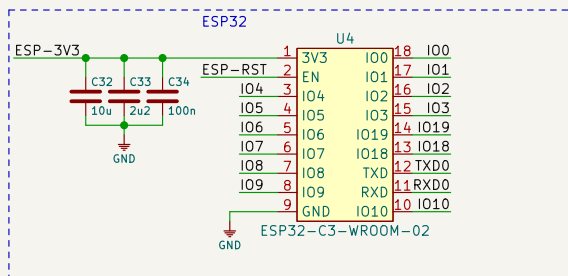 ESP32
U4
ESP-3V3 1 3V3 IO0 18 IO0
ESP-RST 2 EN IO1 17 IO1
C32 C33 C34
10u 2u2 100n
GND
IO4 3 IO4 IO2 16 IO2
IO5 4 IO5 IO3 15 IO3
IO6 5 IO6 IO19 14 IO19
IO7 6 IO7 IO18 13 IO18
IO8 7 IO8 TXD 12 TXD0
IO9 8 IO9 RXD 11 RXD0
9 GND IO10 10 IO10
GND
ESP32-C3-WROOM-02